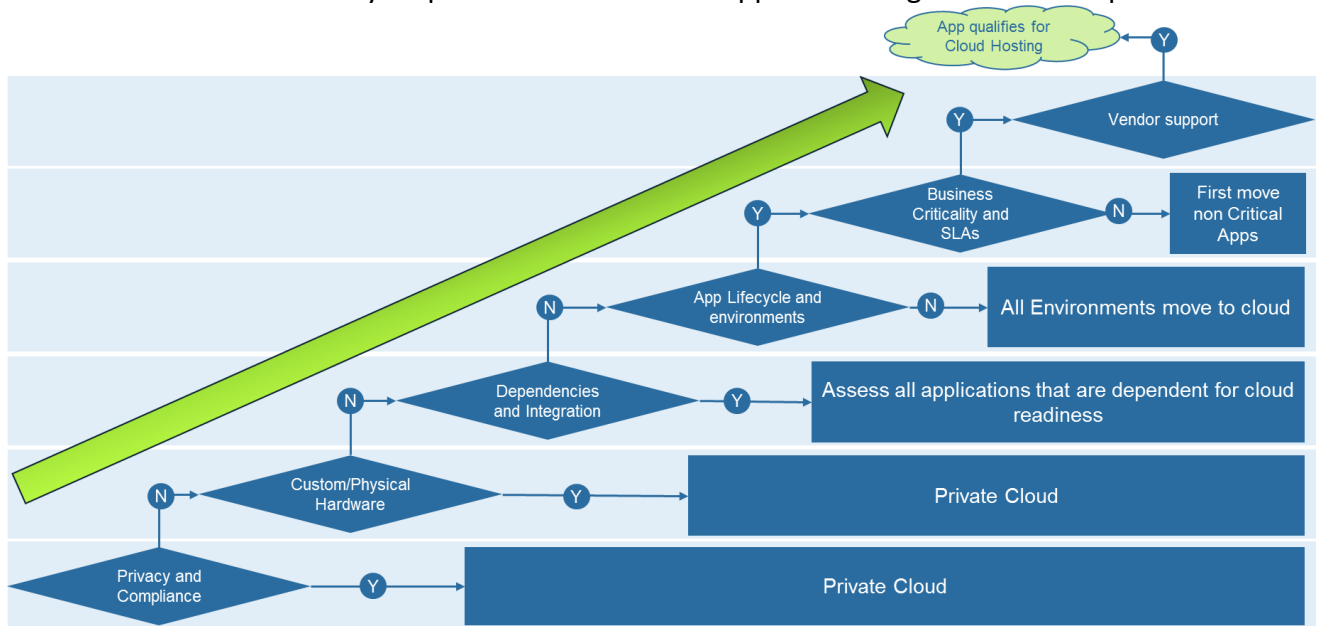 App qualifies for
Cloud Hosting
Y
Vendor support
Y
Business
Criticality and
SLAs
N
First move
non Critical
Apps
Y
App Lifecycle and
environments
N
All Environments move to cloud
N
Dependencies
and Integration
Y
Assess all applications that are dependent for cloud
readiness
N
Custom/Physical
Hardware
Y
Private Cloud
N
Privacy and
Compliance
Y
Private Cloud